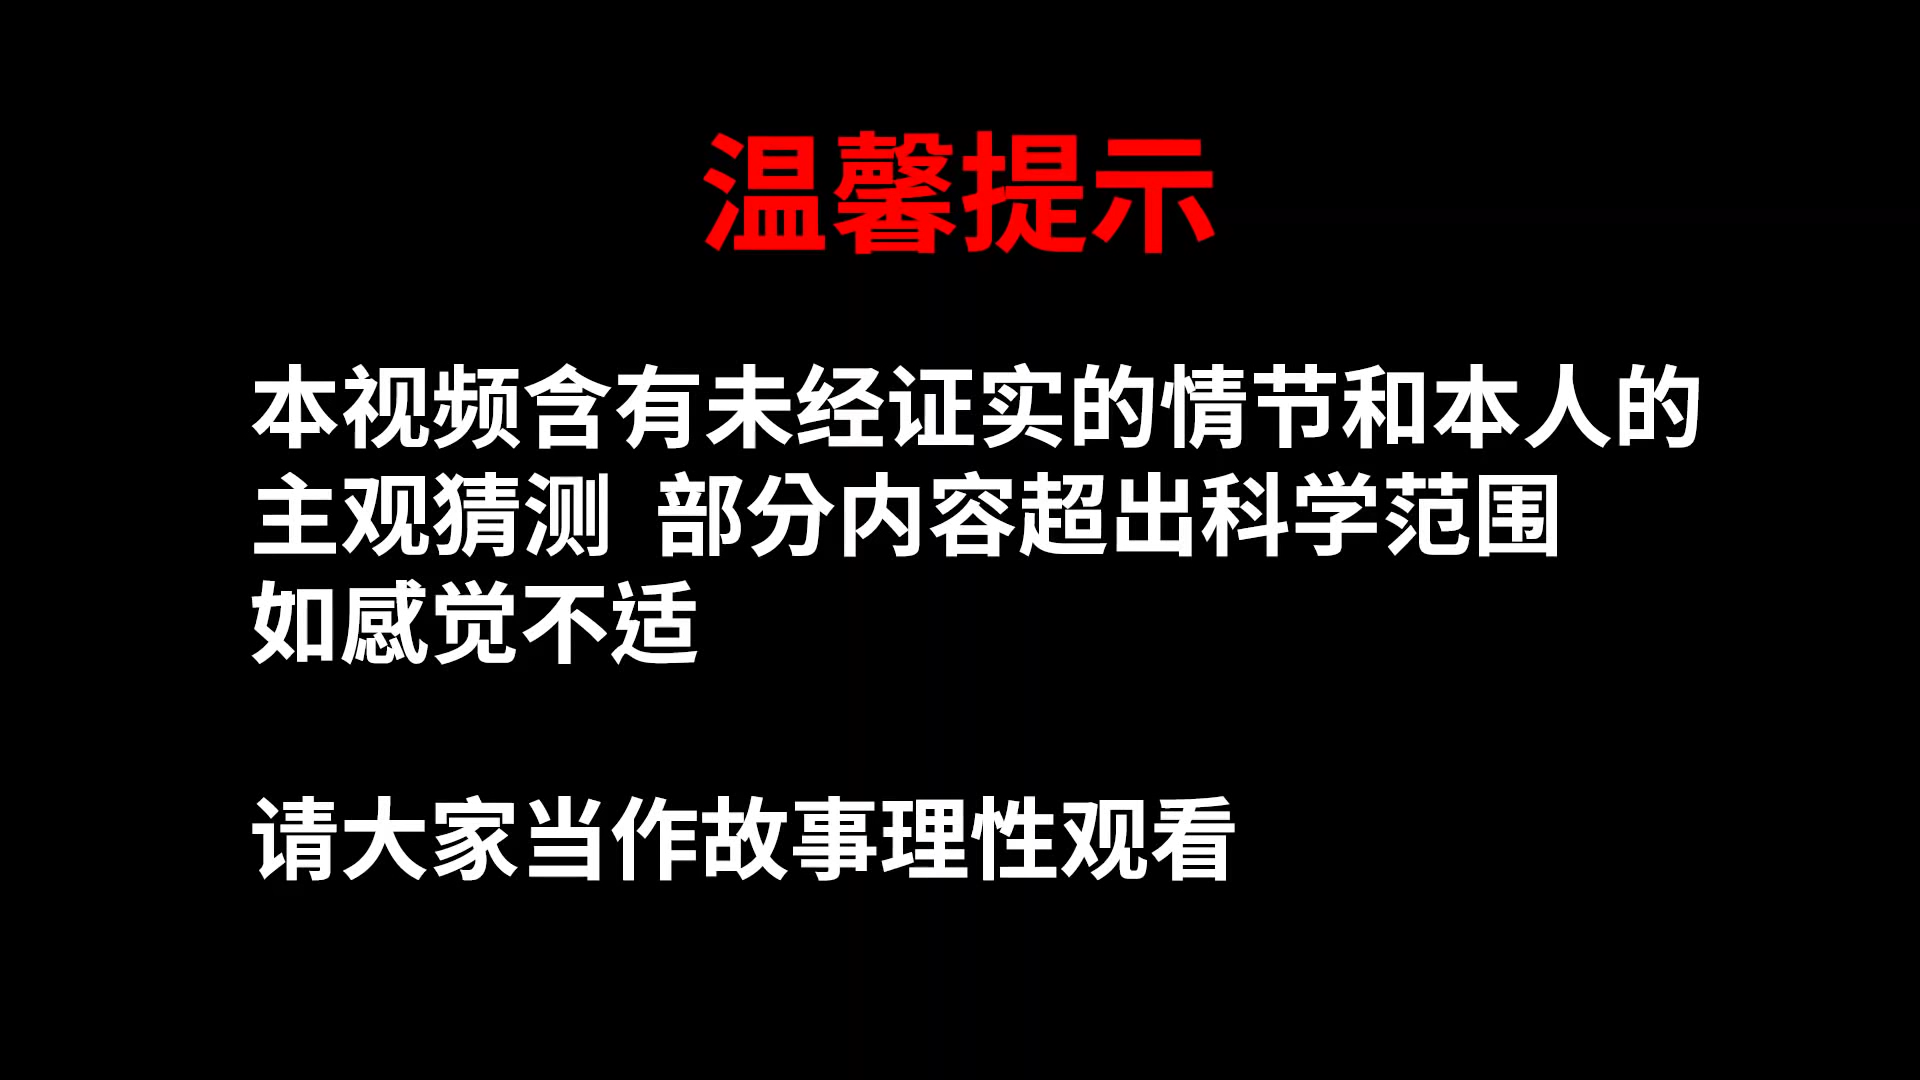 温馨提示
本视频含有未经证实的情节和本人的
主观猜测 部分内容超出科学范围
如感觉不适
请大家当作故事理性观看